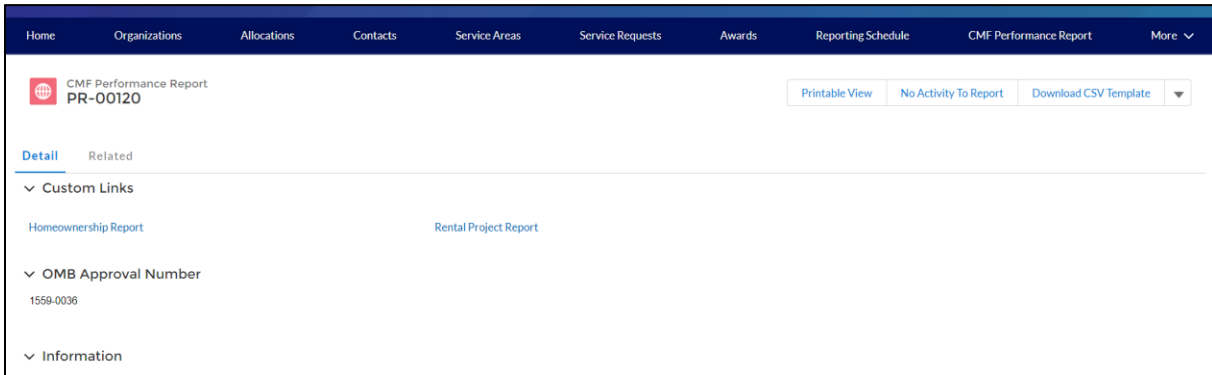 Home Organizations Allocations Contacts Service Areas Service Requests Awards Reporting Schedule CMF Performance Report More
CMF Performance Report
PR-00120
Printable View No Activity To Report Download CSV Template
Detail Related
Custom Links
Homeownership Report Rental Project Report
OMB Approval Number
1559-0036
Information